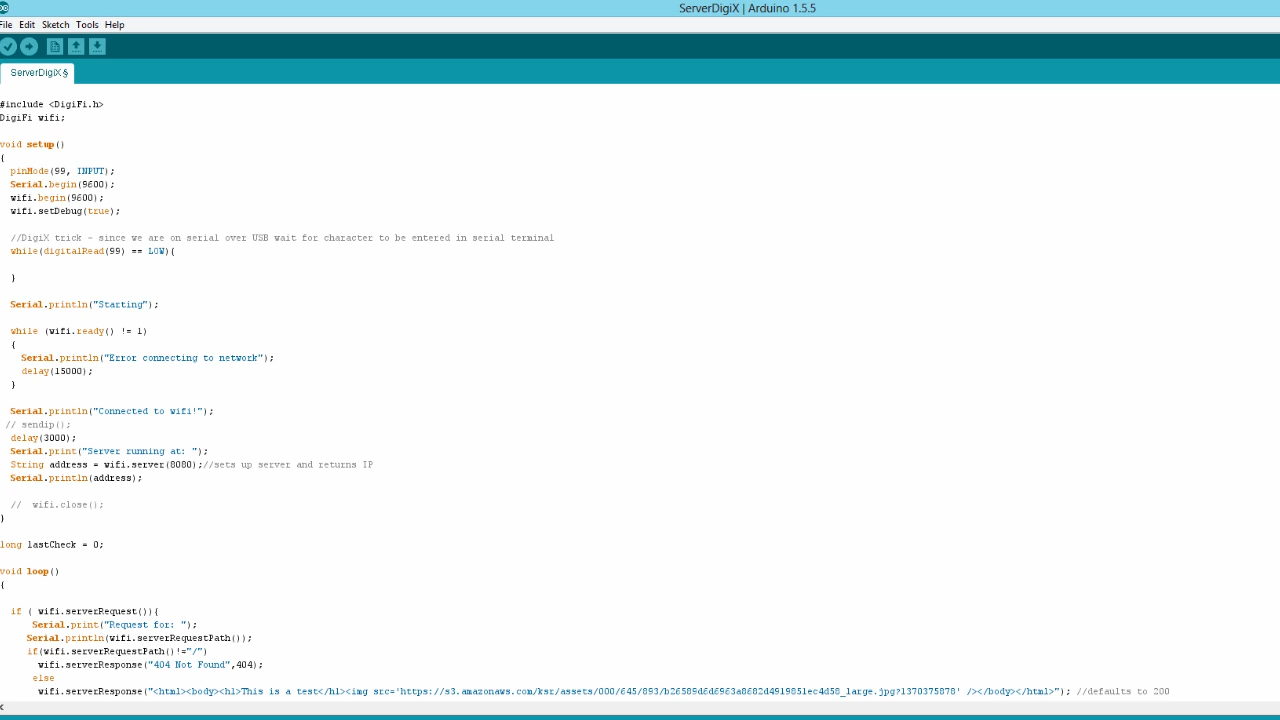 ServerDigiX | Arduino 1.5.5
File Edit Sketch Tools Help
ServerDigiX §
#include <DigiFi.h>
DigiFi wifi;
void setup()
{
pinMode(99, INPUT);
Serial.begin(9600);
wifi.begin(9600);
wifi.setDebug(true);
//DigiX trick - since we are on serial over USB wait for character to be entered in serial terminal
while(digitalRead(99) == LOW){
}
Serial.println("Starting");
while (wifi.ready() != 1)
{
Serial.println("Error connecting to network");
delay(15000);
}
Serial.println("Connected to wifi!");
// sendip();
delay(3000);
Serial.print("Server running at: ");
String address = wifi.server(8080);//sets up server and returns IP
Serial.println(address);
// wifi.close();
}
long lastCheck = 0;
void loop()
{
if ( wifi.serverRequest()){
Serial.print("Request for: ");
Serial.println(wifi.serverRequestPath());
if(wifi.serverRequestPath()!="/")
wifi.serverResponse("404 Not Found",404);
else
wifi.serverResponse("<html><body><h1>This is a test</h1><img src='https://s3.amazonaws.com/ksr/assets/000/645/893/b26589d6d6963a8682d4919851ec4d58_large.jpg?1370375878' /></body></html>"); //defaults to 200